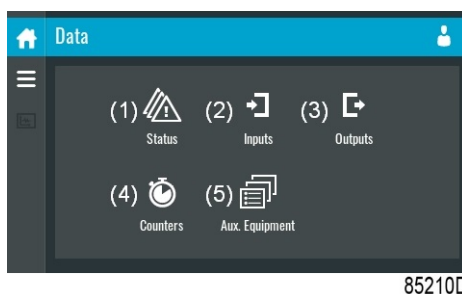 Data
(1) (2) (3)
Status Inputs Outputs
(4) (5)
Counters Aux. Equipment
85210D